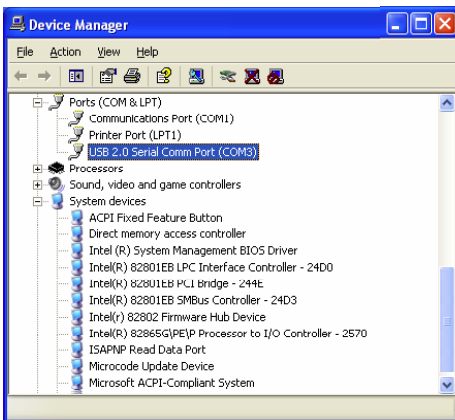 Device Manager
File Action View Help
Ports (COM & LPT)
Communications Port (COM1)
Printer Port (LPT1)
USB 2.0 Serial Comm Port (COM3)
Processors
Sound, video and game controllers
System devices
ACPI Fixed Feature Button
Direct memory access controller
Intel (R) System Management BIOS Driver
Intel(R) 82801EB LPC Interface Controller - 24D0
Intel(R) 82801EB PCI Bridge - 244E
Intel(R) 82801EB SMBus Controller - 24D3
Intel(r) 82802 Firmware Hub Device
Intel(R) 82865G\PE\P Processor to I/O Controller - 2570
ISAPNP Read Data Port
Microcode Update Device
Microsoft ACPI-Compliant System